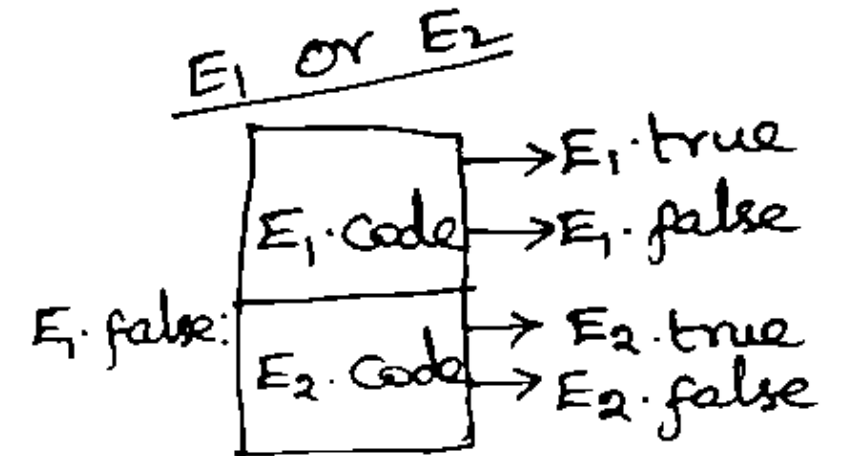 E₁ or E₂
E₁.true
E₁.code
E₁.false
E₁.false:
E₂.true
E₂.code
E₂.false